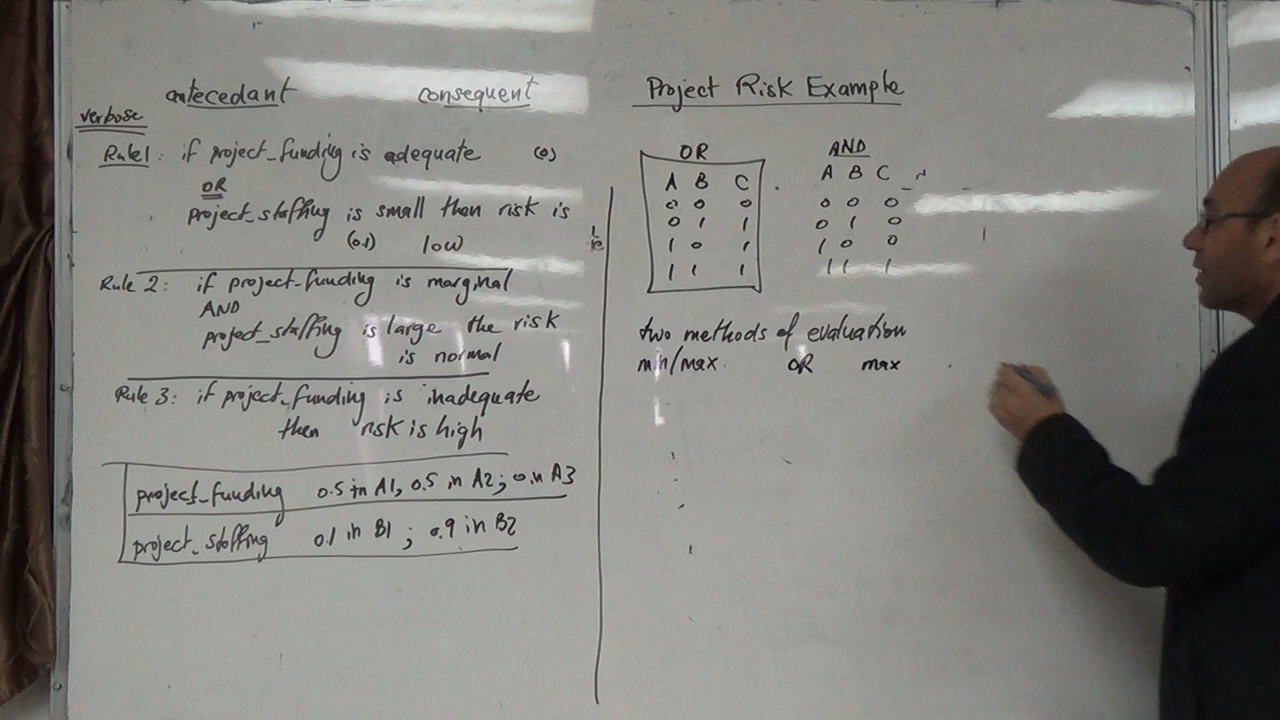 antecedant consequent
verbose
Rule1: if project_funding is adequate (0)
OR
project_staffing is small then risk is
(0.1) low
Rule 2: if project_funding is marginal
AND
project_staffing is large the risk
is normal
Rule 3: if project_funding is inadequate
then risk is high
project_funding 0.5 in A1, 0.5 in A2; in A3
project_staffing 0.1 in B1; 0.9 in B2
Project Risk Example
OR
A B C
0 0 0
0 1 1
1 0 1
1 1 1
AND
A B C
0 0 0
0 1 0
1 0 0
1 1 1
two methods of evaluation
min/max OR max